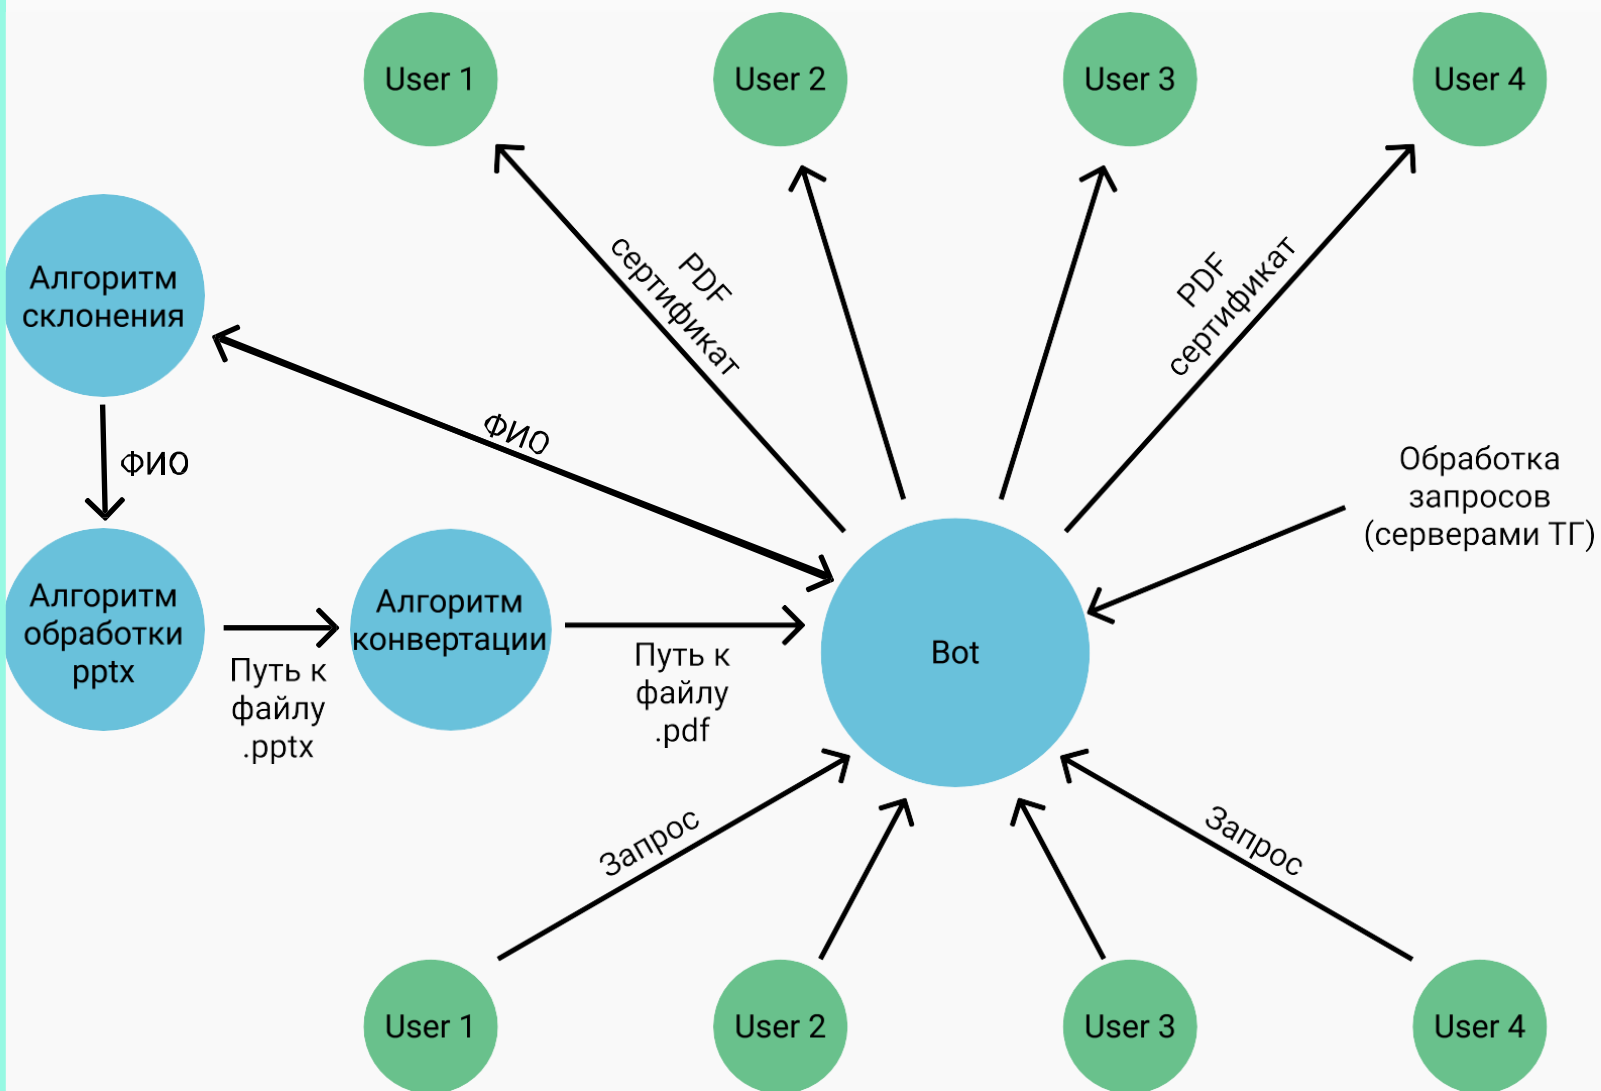 User 1
User 2
User 3
User 4
PDF
сертификат
PDF
сертификат
Алгоритм
склонения
ФИО
ФИО
Обработка
запросов
(серверами ТГ)
Алгоритм
обработки
pptx
Путь к
файлу
.pptx
Алгоритм
конвертации
Путь к
файлу
.pdf
Bot
Запрос
Запрос
User 1
User 2
User 3
User 4